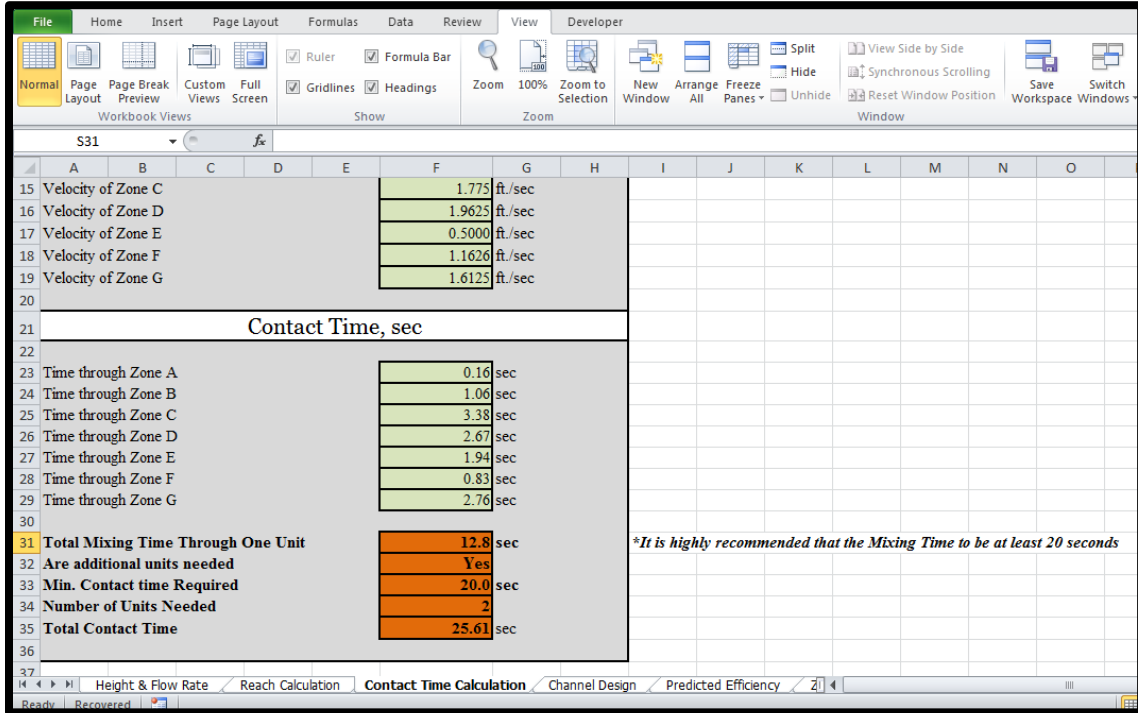 File Home Insert Page Layout Formulas Data Review View Developer
Ruler Formula Bar Split View Side by Side
Hide Synchronous Scrolling
Normal Page Page Break Custom Full Gridlines Headings Zoom 100% Zoom to New Arrange Freeze Unhide Reset Window Position Save Switch
Layout Preview Views Screen Selection Window All Panes Workspace Windows
Workbook Views Show Zoom Window
S31 fx
A B C D E F G H I J K L M N O
15 Velocity of Zone C 1.775 ft./sec
16 Velocity of Zone D 1.9625 ft./sec
17 Velocity of Zone E 0.5000 ft./sec
18 Velocity of Zone F 1.1626 ft./sec
19 Velocity of Zone G 1.6125 ft./sec
20
21 Contact Time, sec
22
23 Time through Zone A 0.16 sec
24 Time through Zone B 1.06 sec
25 Time through Zone C 3.38 sec
26 Time through Zone D 2.67 sec
27 Time through Zone E 1.94 sec
28 Time through Zone F 0.83 sec
29 Time through Zone G 2.76 sec
30
31 Total Mixing Time Through One Unit 12.8 sec *It is highly recommended that the Mixing Time to be at least 20 seconds
32 Are additional units needed Yes
33 Min. Contact time Required 20.0 sec
34 Number of Units Needed 2
35 Total Contact Time 25.61 sec
36
37
Height & Flow Rate Reach Calculation Contact Time Calculation Channel Design Predicted Efficiency
Ready Recovered